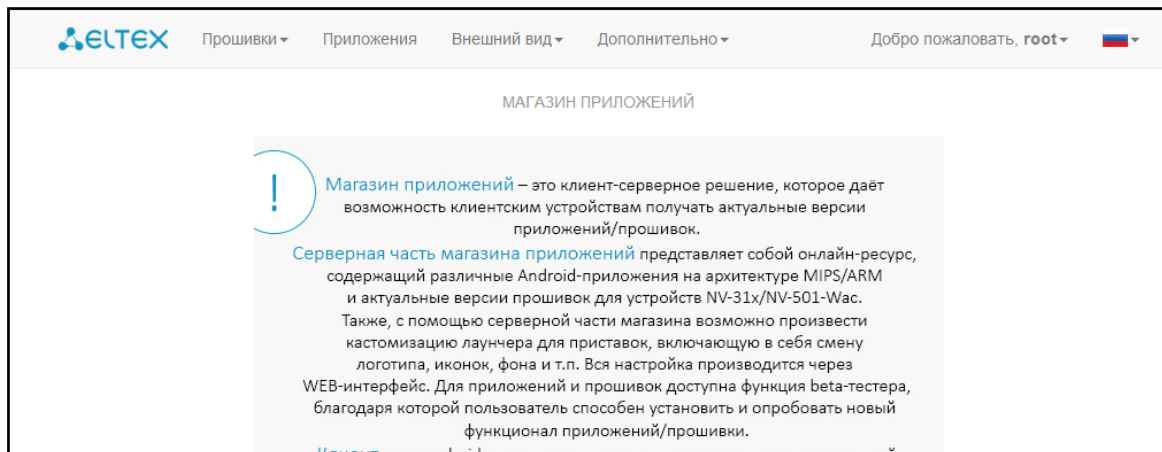 ELTEX Прошивки Приложения Внешний вид Дополнительно Добро пожаловать, root
МАГАЗИН ПРИЛОЖЕНИЙ
!
Магазин приложений – это клиент-серверное решение, которое даёт
возможность клиентским устройствам получать актуальные версии
приложений/прошивок.
Серверная часть магазина приложений представляет собой онлайн-ресурс,
содержащий различные Android-приложения на архитектуре MIPS/ARM
и актуальные версии прошивок для устройств NV-31x/NV-501-Wac.
Также, с помощью серверной части магазина возможно произвести
кастомизацию лаунчера для приставок, включающую в себя смену
логотипа, иконок, фона и т.п. Вся настройка производится через
WEB-интерфейс. Для приложений и прошивок доступна функция beta-тестера,
благодаря которой пользователь способен установить и опробовать новый
функционал приложений/прошивки.